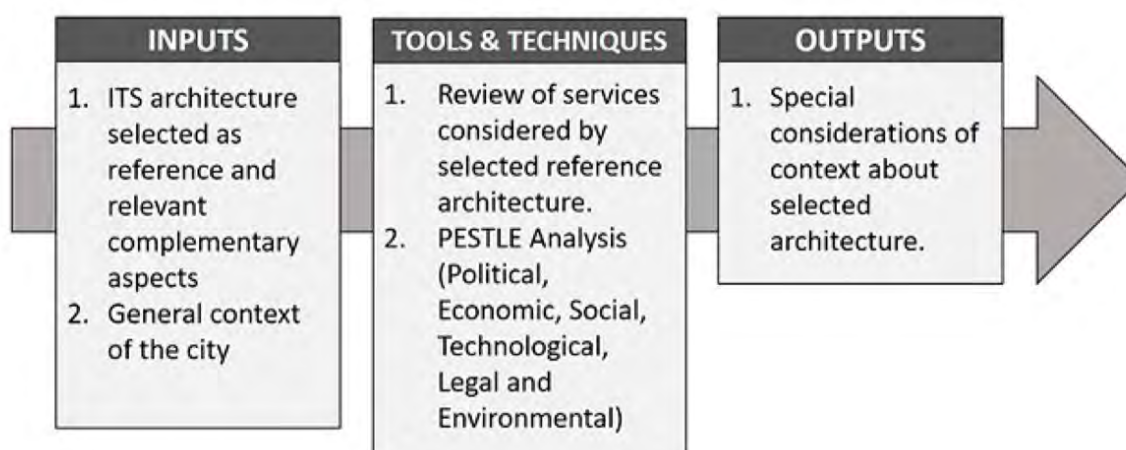 INPUTS
1. ITS architecture
selected as
reference and
relevant
complementary
aspects
2. General context
of the city
TOOLS & TECHNIQUES
1. Review of services
considered by
selected reference
architecture.
2. PESTLE Analysis
(Political,
Economic, Social,
Technological,
Legal and
Environmental)
OUTPUTS
1. Special
considerations of
context about
selected
architecture.